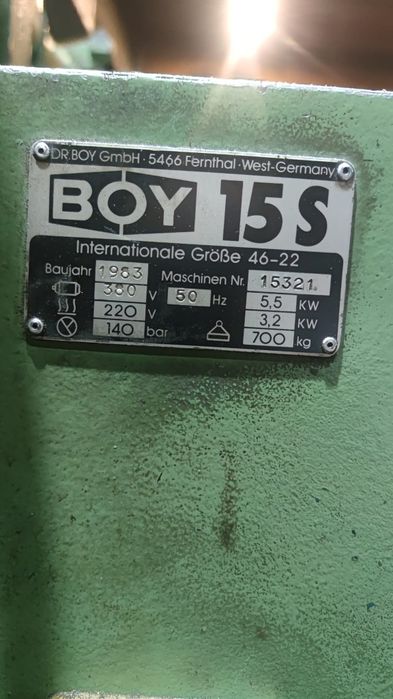 DR. BOY GmbH · 5466 Fernthal · West-Germany
BOY 15 S
Internationale Größe 46-22
Baujahr 1983 Maschinen Nr. 15321
380 V 50 Hz 5,5 KW
220 V 3,2 KW
140 bar 700 kg